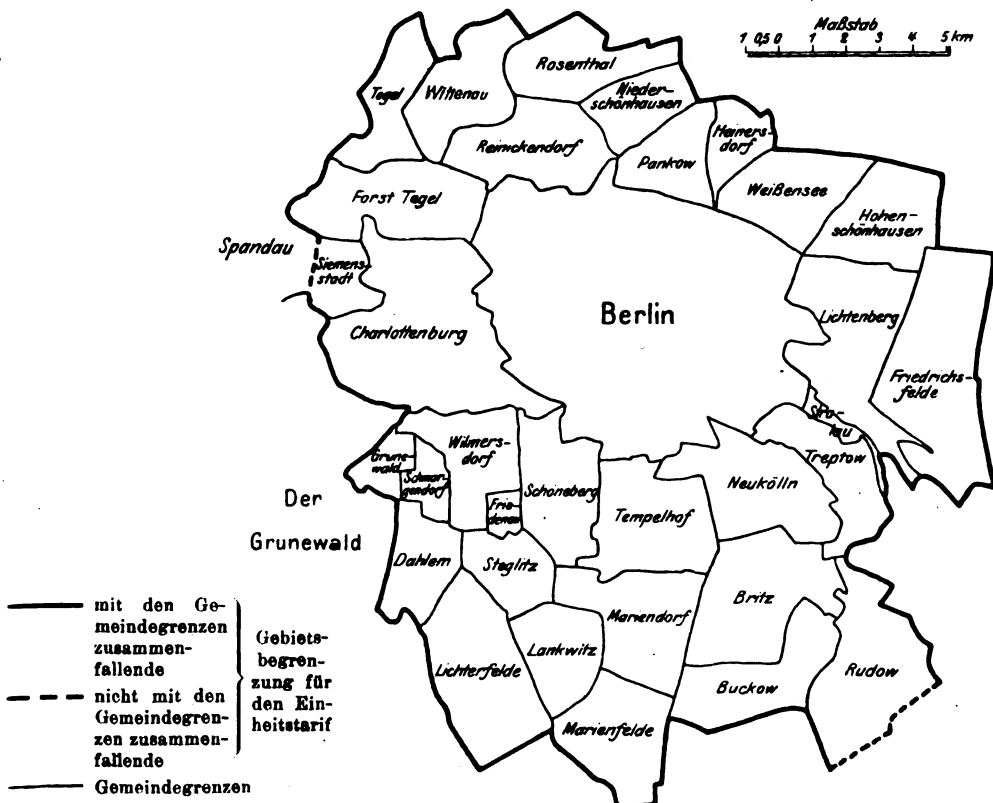 Maßstab
1 0,5 0 1 2 3 4 5 km
Rosenthal
Tegel
Wittenau
Nieder-
schönhausen
Heiners-
dorf
Reinickendorf
Pankow
Weißensee
Forst Tegel
Hohen-
schönhausen
Spandau
Siemens-
stadt
Berlin
Lichtenberg
Charlottenburg
Friedrichs-
felde
Stra-
lau
Wilmers-
dorf
Grune-
wald
Schmar-
gendorf
Treptow
Neukölln
Schöneberg
Der
Grunewald
Frie-
denau
Tempelhof
Dahlem
Steglitz
Britz
Mariendorf
Lankwitz
Lichterfelde
Rudow
Buckow
Marienfelde
mit den Ge-
meindegrenzen
zusammen-
fallende
nicht mit den
Gemeindegren-
zen zusammen-
fallende
Gebiets-
begren-
zung für
den Ein-
heitstarif
Gemeindegrenzen